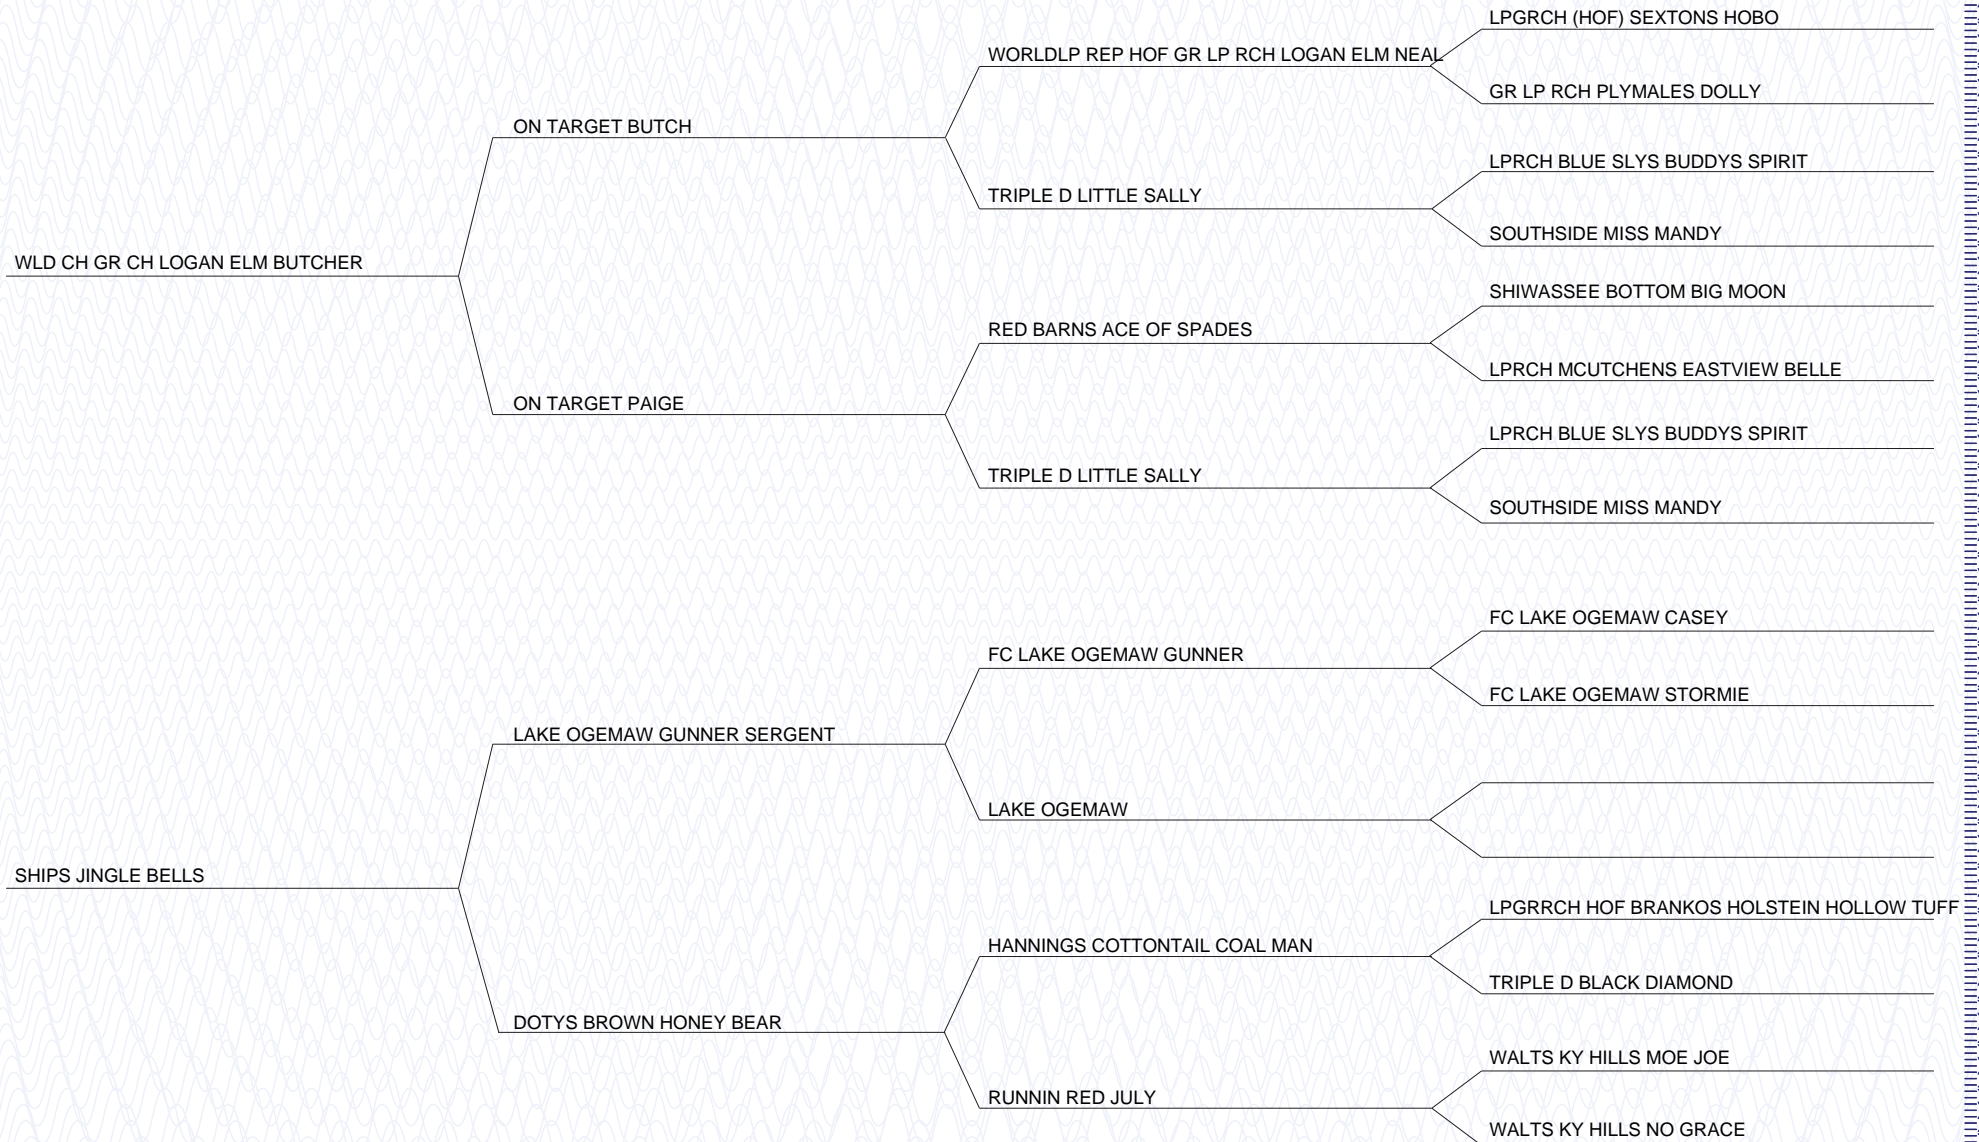 LPGRCH (HOF) SEXTONS HOBO
WORLDLP REP HOF GR LP RCH LOGAN ELM NEAL
GR LP RCH PLYMALES DOLLY
ON TARGET BUTCH
LPRCH BLUE SLYS BUDDYS SPIRIT
TRIPLE D LITTLE SALLY
SOUTHSIDE MISS MANDY
WLD CH GR CH LOGAN ELM BUTCHER
SHIWASSEE BOTTOM BIG MOON
RED BARNS ACE OF SPADES
LPRCH MCUTCHENS EASTVIEW BELLE
ON TARGET PAIGE
LPRCH BLUE SLYS BUDDYS SPIRIT
TRIPLE D LITTLE SALLY
SOUTHSIDE MISS MANDY
FC LAKE OGEMAW CASEY
FC LAKE OGEMAW GUNNER
FC LAKE OGEMAW STORMIE
LAKE OGEMAW GUNNER SERGENT
LAKE OGEMAW
SHIPS JINGLE BELLS
LPGRRCH HOF BRANKOS HOLSTEIN HOLLOW TUFF
HANNINGS COTTONTAIL COAL MAN
TRIPLE D BLACK DIAMOND
DOTYS BROWN HONEY BEAR
WALTS KY HILLS MOE JOE
RUNNIN RED JULY
WALTS KY HILLS NO GRACE